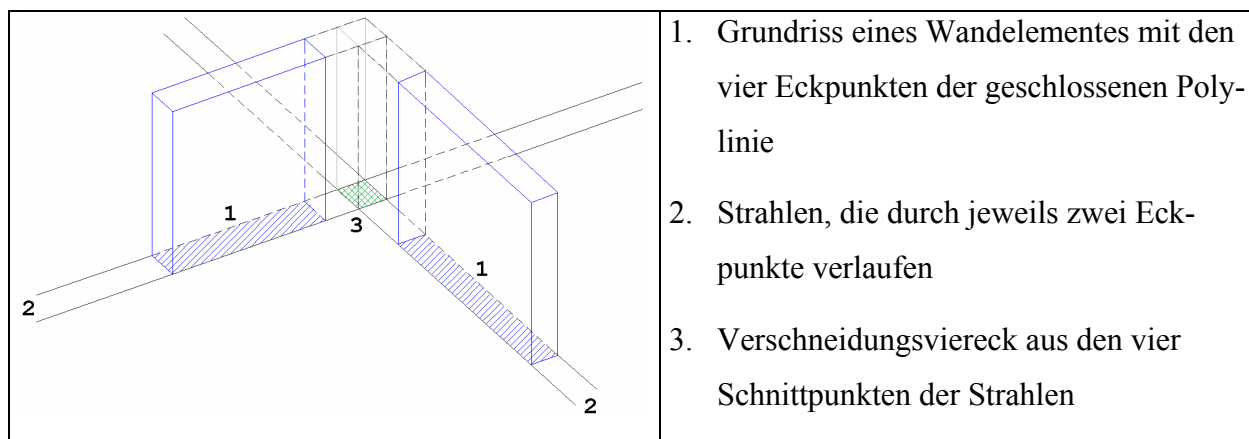 1
3
1
2
2
1. Grundriss eines Wandelementes mit den
vier Eckpunkten der geschlossenen Poly-
linie
2. Strahlen, die durch jeweils zwei Eck-
punkte verlaufen
3. Verschneidungsviereck aus den vier
Schnittpunkten der Strahlen